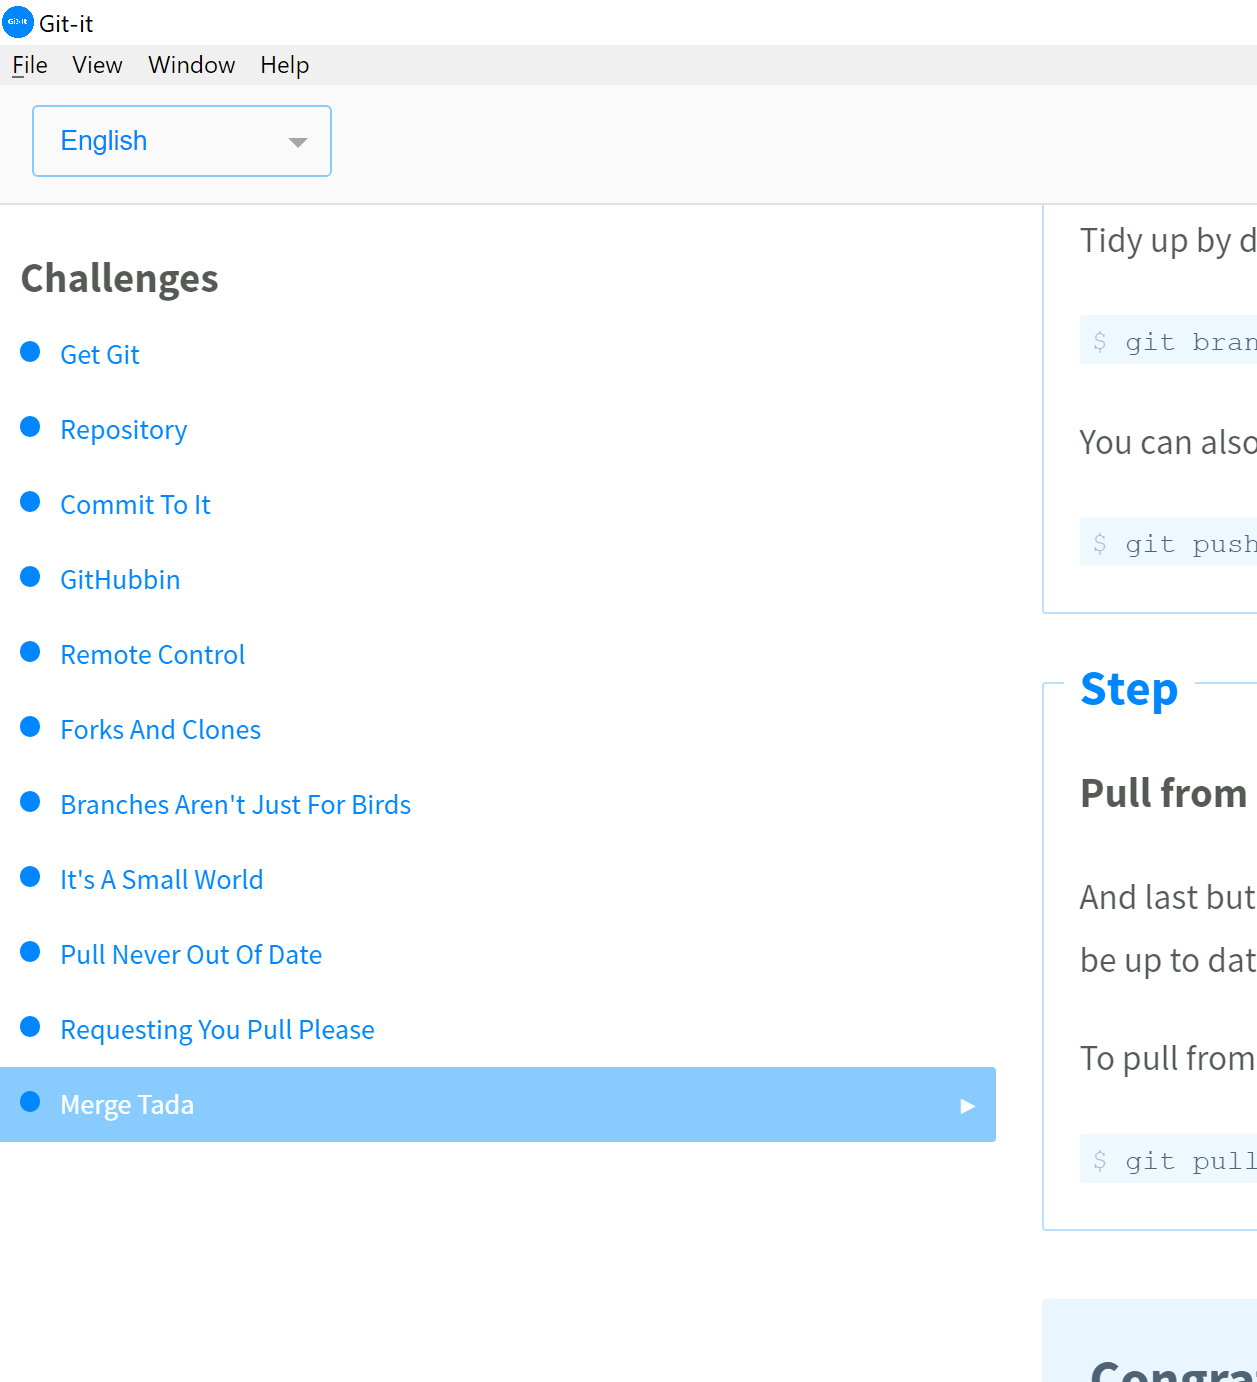 Git-it
File View Window Help
English
Challenges
Get Git
Repository
Commit To It
GitHubbin
Remote Control
Forks And Clones
Branches Aren't Just For Birds
It's A Small World
Pull Never Out Of Date
Requesting You Pull Please
Merge Tada
Tidy up by d
$ git bran
You can also
$ git push
Step
Pull from
And last but
be up to dat
To pull from
$ git pull